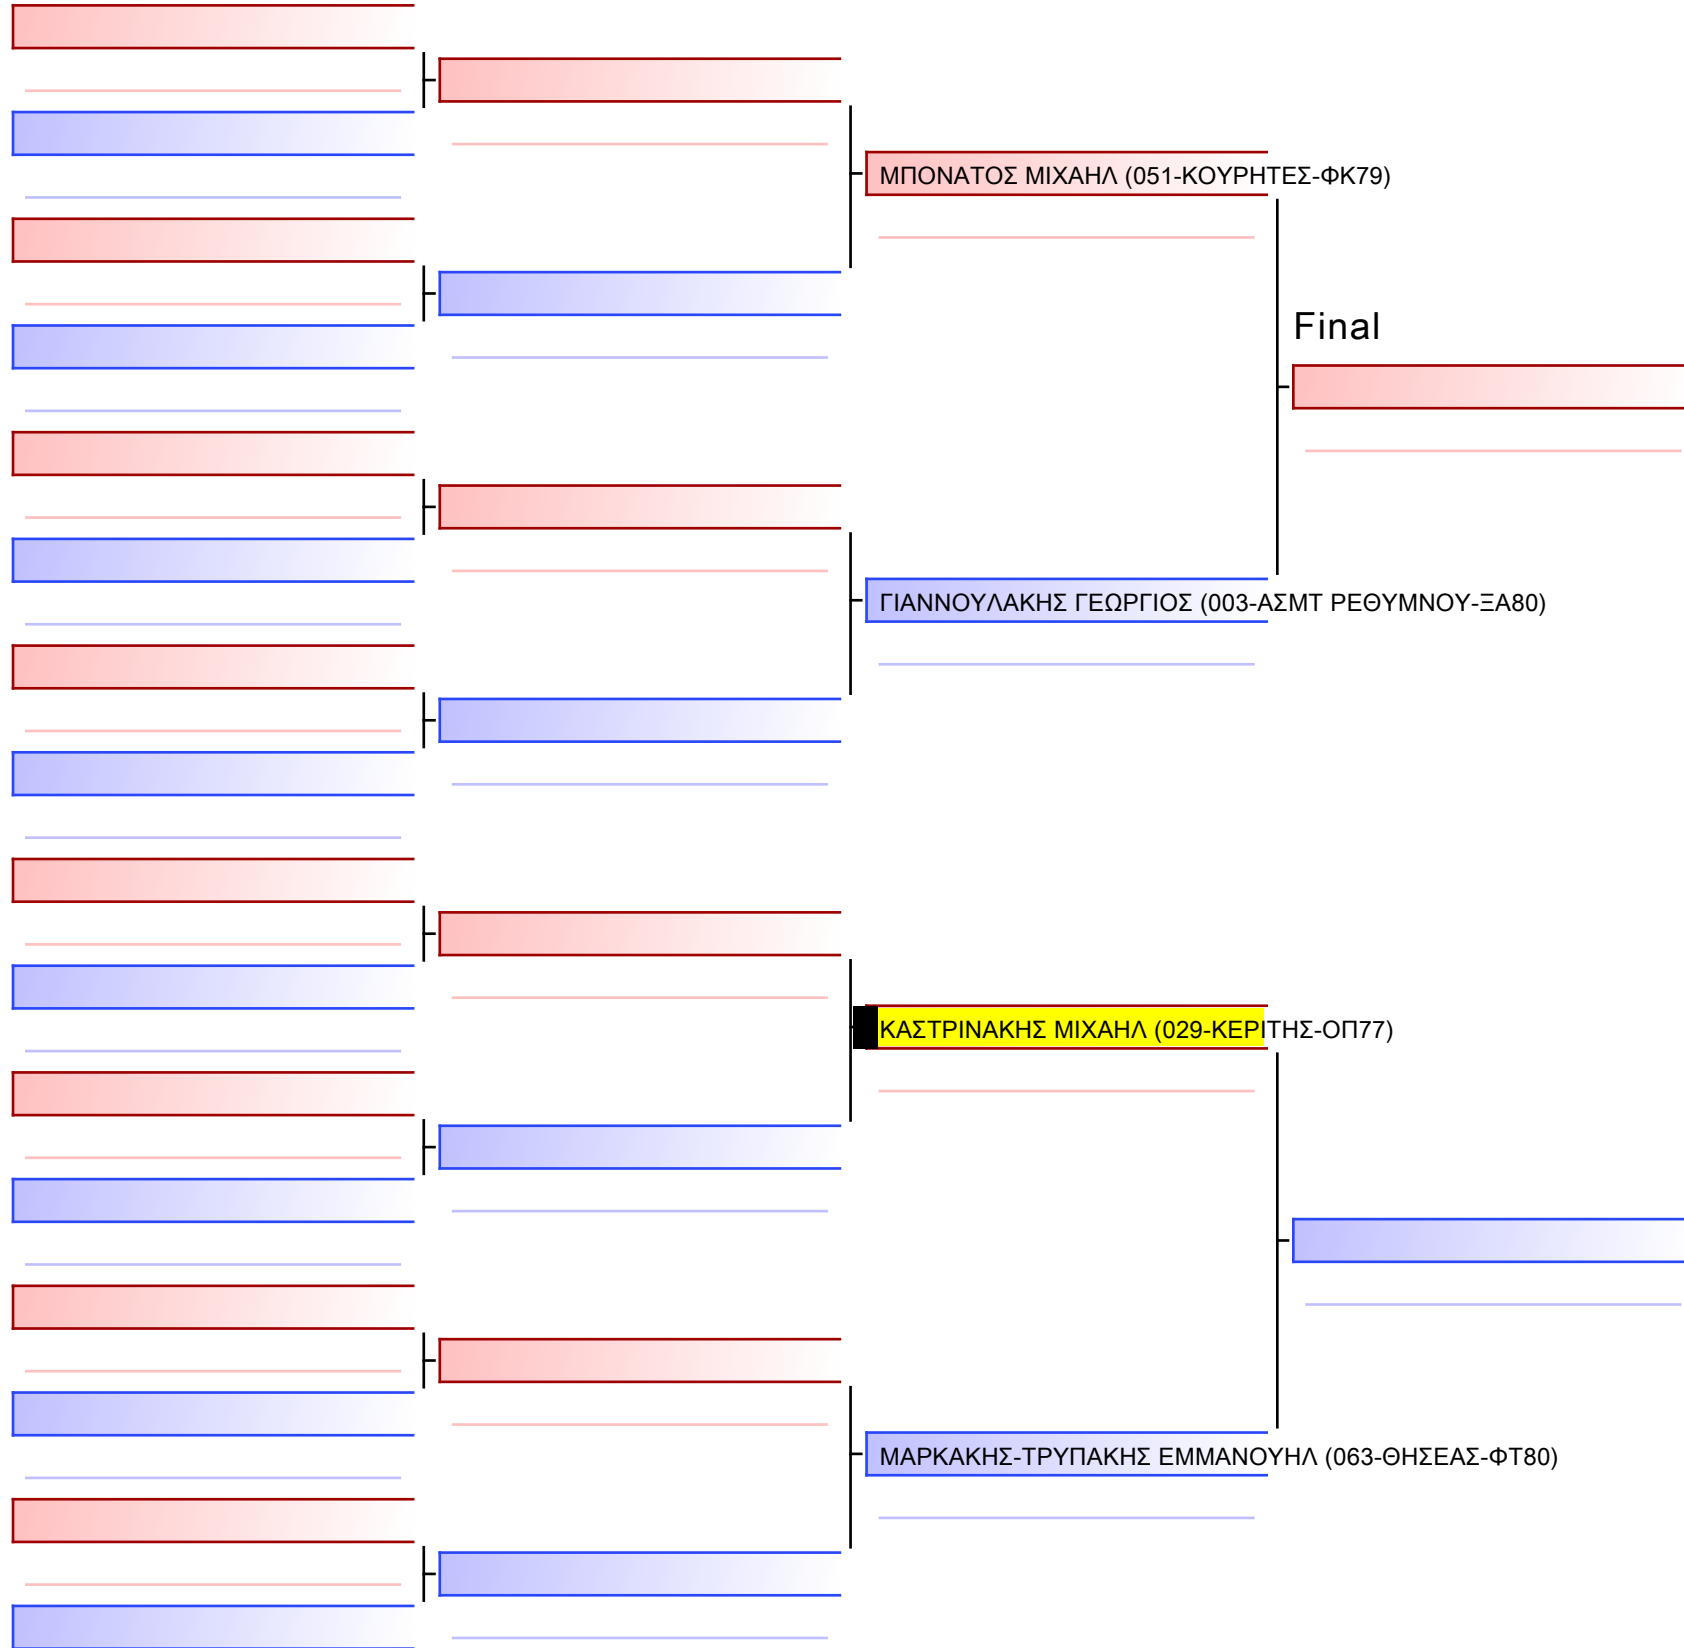 ΜΠΟΝΑΤΟΣ ΜΙΧΑΗΛ (051-ΚΟΥΡΗΤΕΣ-ΦΚ79)
Final
ΓΙΑΝΝΟΥΛΑΚΗΣ ΓΕΩΡΓΙΟΣ (003-ΑΣΜΤ ΡΕΘΥΜΝΟΥ-ΞΑ80)
ΚΑΣΤΡΙΝΑΚΗΣ ΜΙΧΑΗΛ (029-ΚΕΡΙΤΗΣ-ΟΠ77)
ΜΑΡΚΑΚΗΣ-ΤΡΥΠΑΚΗΣ ΕΜΜΑΝΟΥΗΛ (063-ΘΗΣΕΑΣ-ΦΤ80)